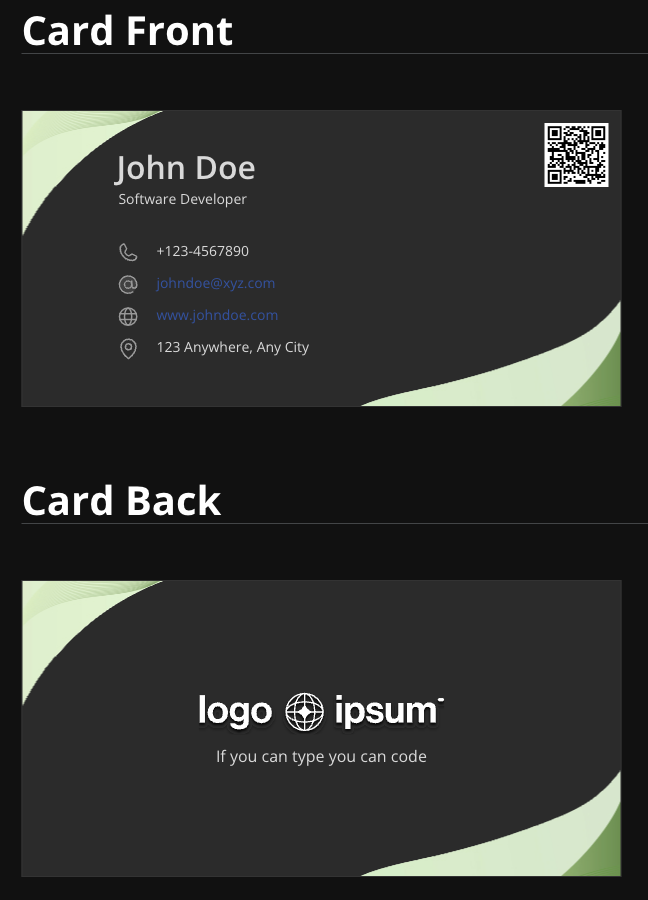 Card Front
John Doe
Software Developer
+123-4567890
johndoe@xyz.com
www.johndoe.com
123 Anywhere, Any City
Card Back
logo ipsum
If you can type you can code